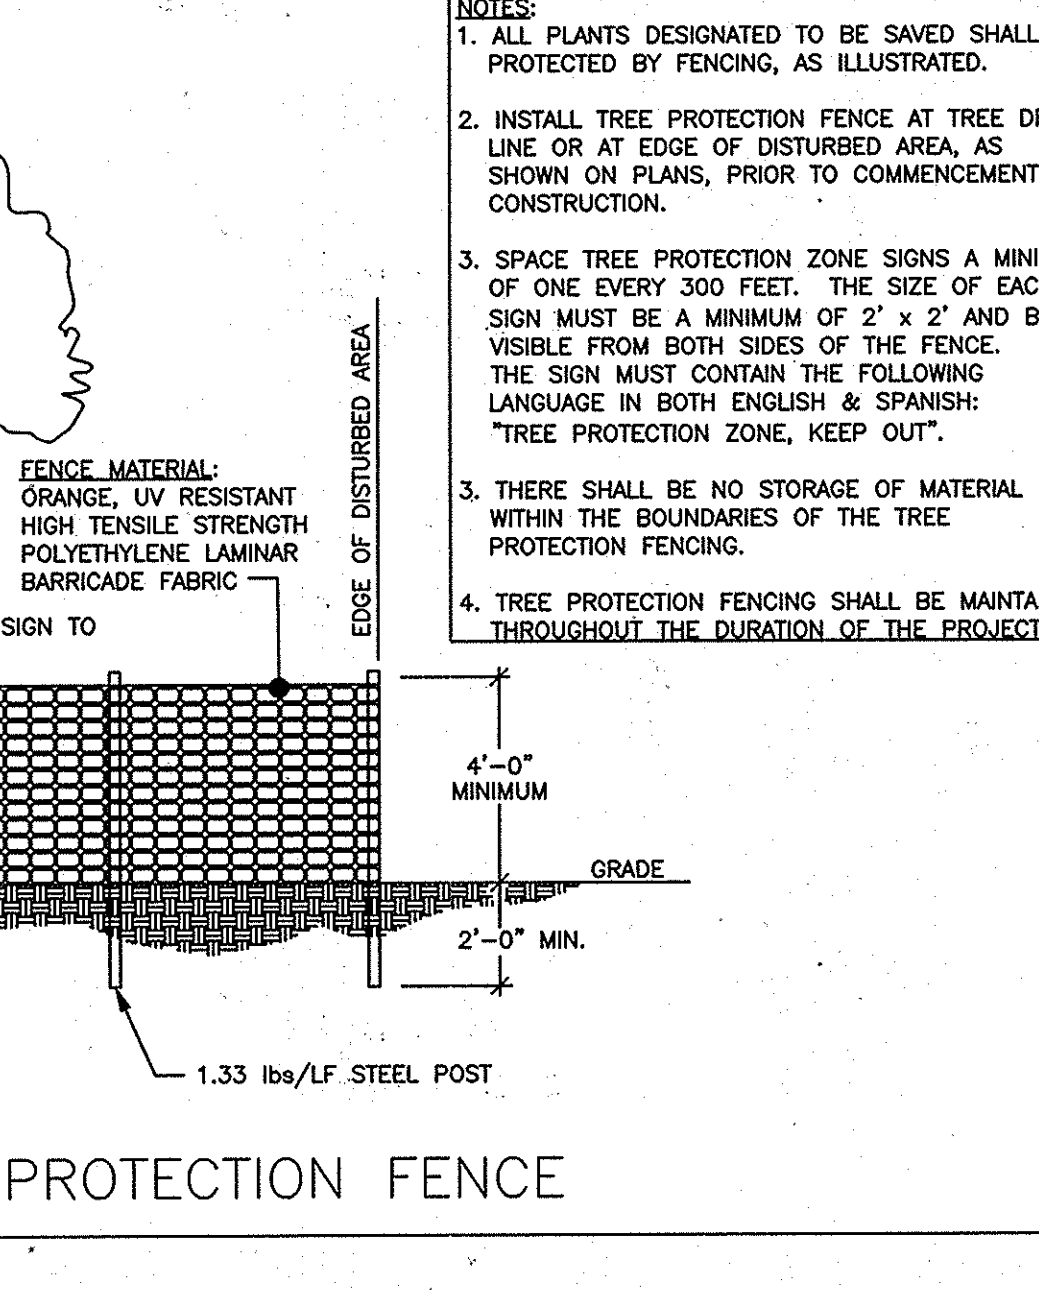 NOTES:
1. ALL PLANTS DESIGNATED TO BE SAVED SHALL
PROTECTED BY FENCING, AS ILLUSTRATED.
2. INSTALL TREE PROTECTION FENCE AT TREE
LINE OR AT EDGE OF DISTURBED AREA, AS
SHOWN ON PLANS, PRIOR TO COMMENCEMENT
CONSTRUCTION.
3. SPACE TREE PROTECTION ZONE SIGNS A MINI
OF ONE EVERY 300 FEET. THE SIZE OF EAC
SIGN MUST BE A MINIMUM OF 2' x 2' AND B
VISIBLE FROM BOTH SIDES OF THE FENCE.
THE SIGN MUST CONTAIN THE FOLLOWING
LANGUAGE IN BOTH ENGLISH & SPANISH:
"TREE PROTECTION ZONE, KEEP OUT".
3. THERE SHALL BE NO STORAGE OF MATERIAL
WITHIN THE BOUNDARIES OF THE TREE
PROTECTION FENCING.
4. TREE PROTECTION FENCING SHALL BE MAINTA
THROUGHOUT THE DURATION OF THE PROJECT
EDGE OF DISTURBED AREA
FENCE MATERIAL:
ORANGE, UV RESISTANT
HIGH TENSILE STRENGTH
POLYETHYLENE LAMINAR
BARRICADE FABRIC
SIGN TO
4'-0"
MINIMUM
GRADE
2'-0" MIN.
1.33 lbs/LF STEEL POST
PROTECTION FENCE